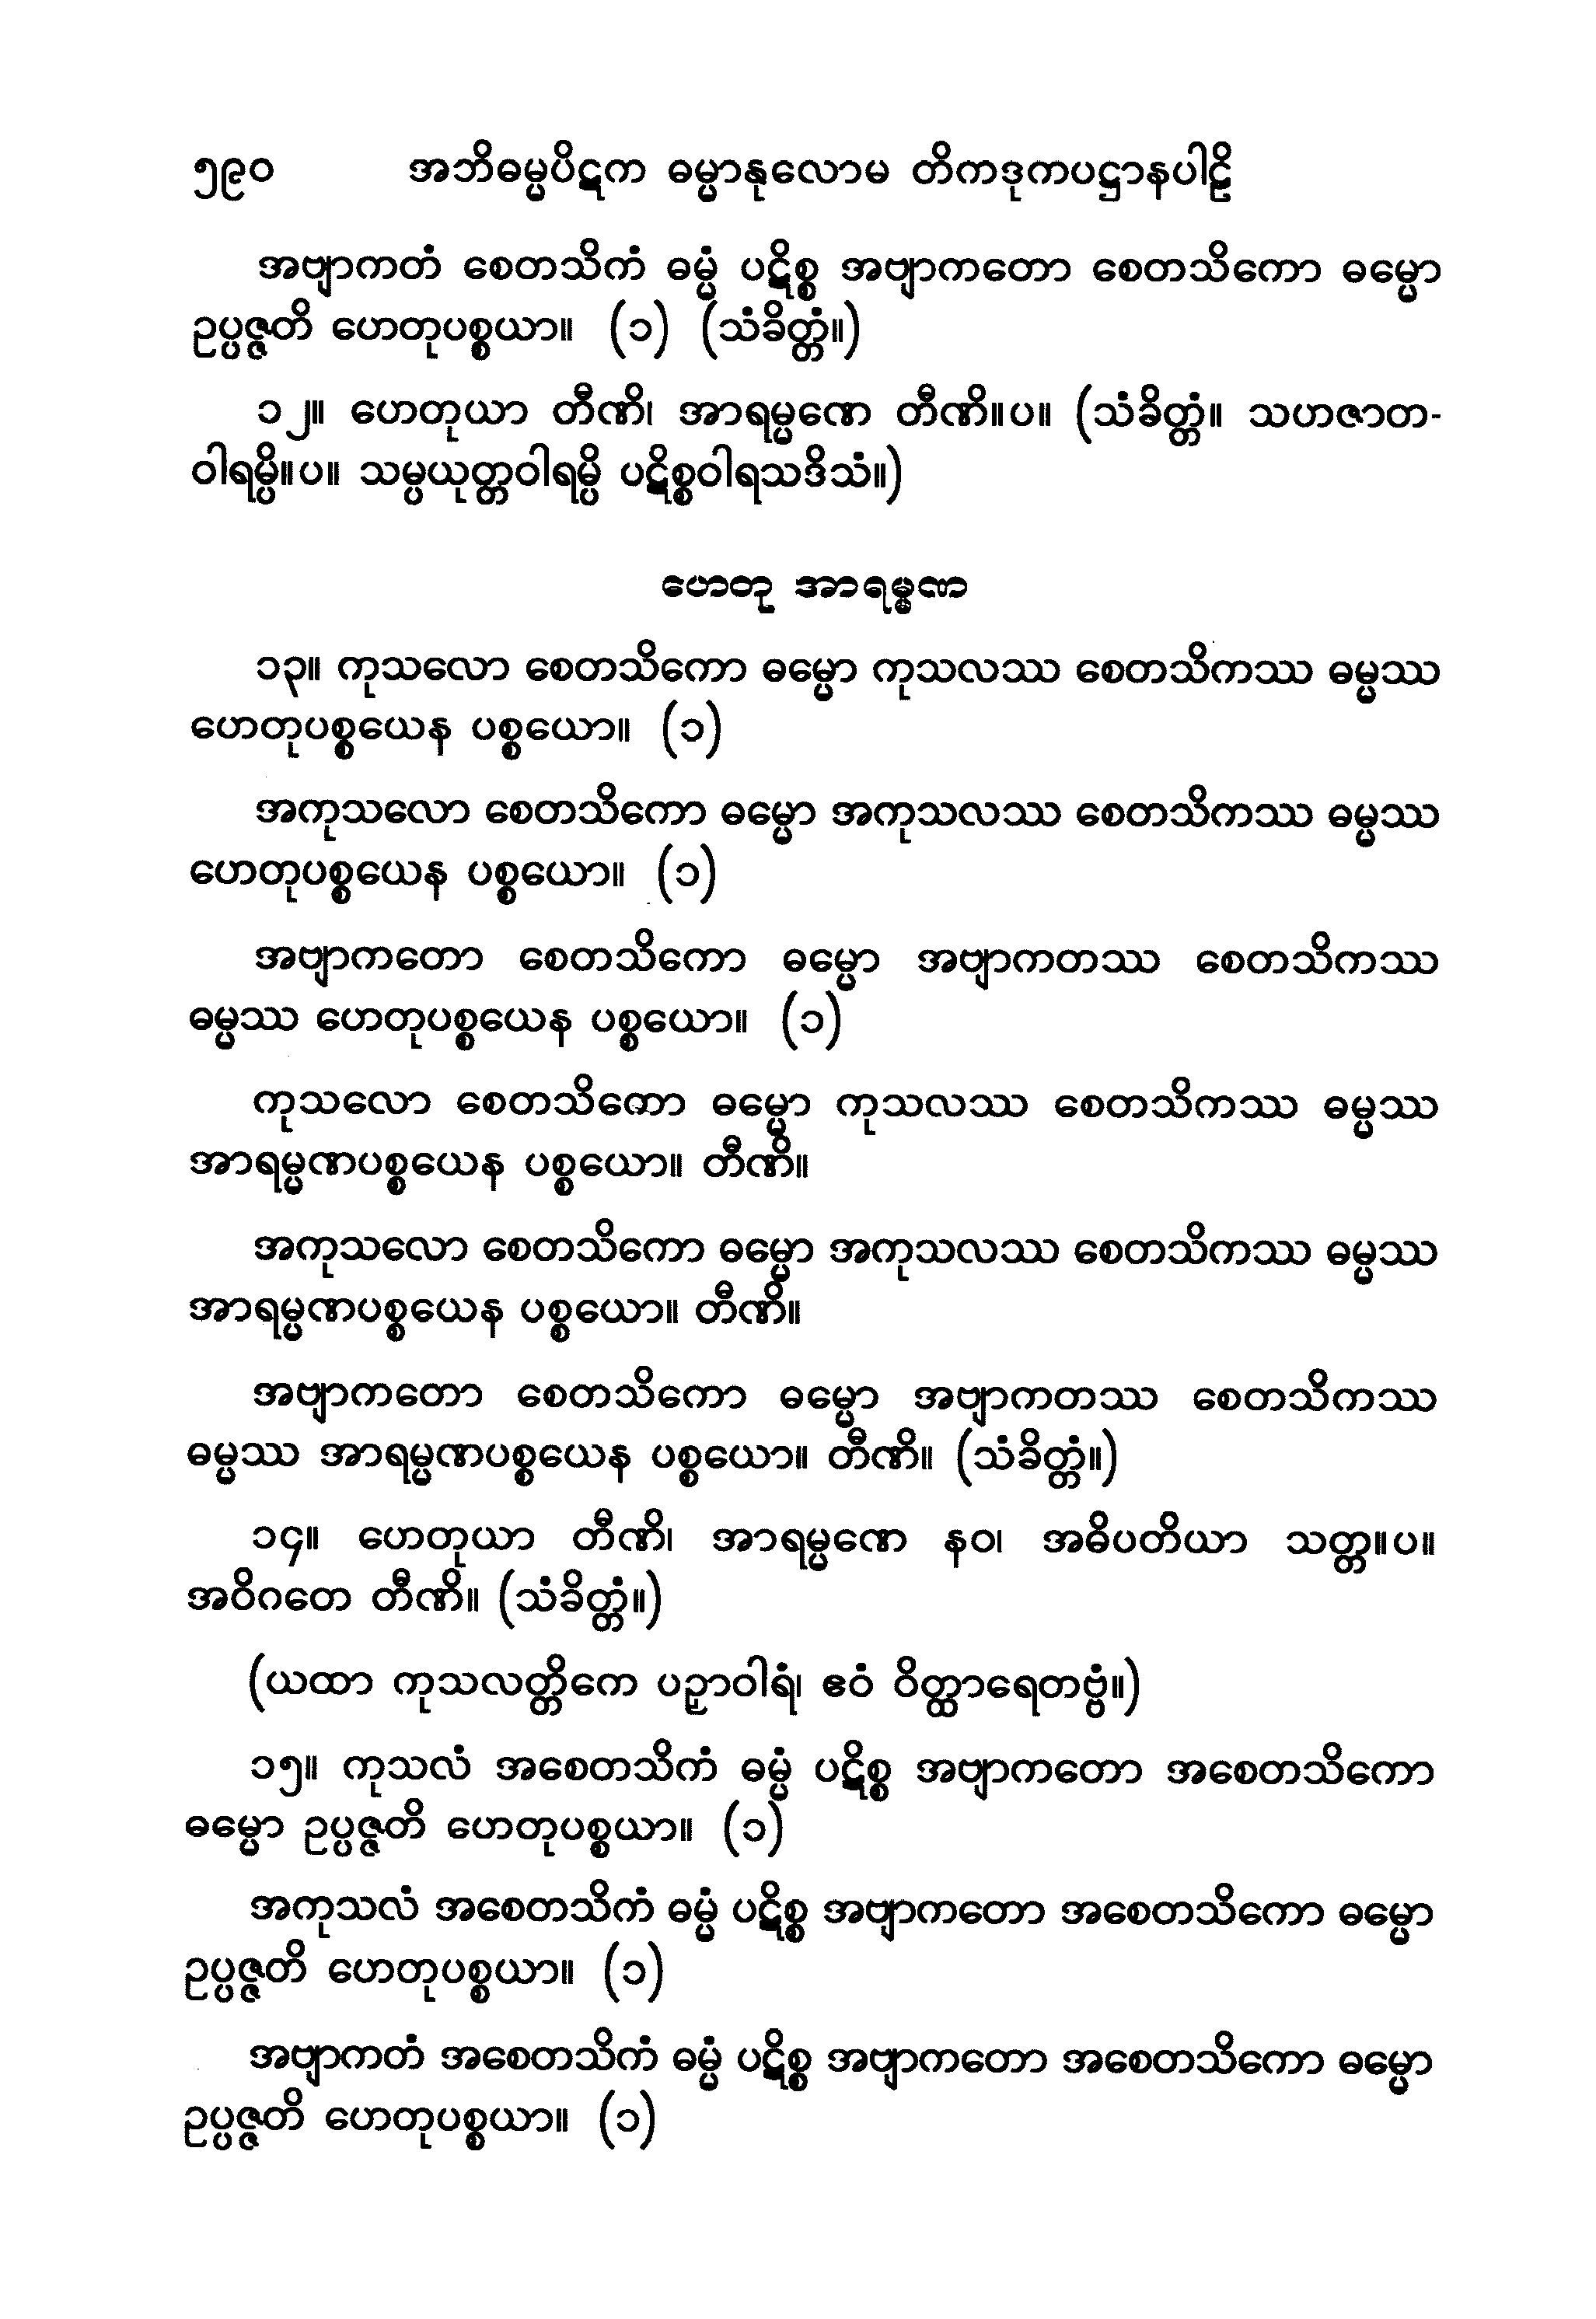 ၅၉၀ အဘိဓမ္မပိဋက ဓမ္မာနုလောမ တိကဒုကပဋ္ဌာနပါဠိ
အဗျာကတံ စေတသိကံ ဓမ္မံ ပဋိစ္စ အဗျာကတော စေတသိကော ဓမ္မော
ဥပ္ပဇ္ဇတိ ဟေတုပစ္စယာ။ (၁) (သံခိတ္တံ။)
၁၂။ ဟေတုယာ တီဏိ၊ အာရမ္မဏေ တီဏိ။ပ။ (သံခိတ္တံ။ သဟဇာတ-
ဝါရမ္ပိ။ပ။ သမ္ပယုတ္တဝါရမ္ပိ ပဋိစ္စဝါရသဒိသံ။)
ဟေတု အာရမ္မဏ
၁၃။ ကုသလော စေတသိကော ဓမ္မော ကုသလဿ စေတသိကဿ ဓမ္မဿ
ဟေတုပစ္စယေန ပစ္စယော။ (၁)
အကုသလော စေတသိကော ဓမ္မော အကုသလဿ စေတသိကဿ ဓမ္မဿ
ဟေတုပစ္စယေန ပစ္စယော။ (၁)
အဗျာကတော စေတသိကော ဓမ္မော အဗျာကတဿ စေတသိကဿ
ဓမ္မဿ ဟေတုပစ္စယေန ပစ္စယော။ (၁)
ကုသလော စေတသိကော ဓမ္မော ကုသလဿ စေတသိကဿ ဓမ္မဿ
အာရမ္မဏပစ္စယေန ပစ္စယော။ တီဏိ။
အကုသလော စေတသိကော ဓမ္မော အကုသလဿ စေတသိကဿ ဓမ္မဿ
အာရမ္မဏပစ္စယေန ပစ္စယော။ တီဏိ။
အဗျာကတော စေတသိကော ဓမ္မော အဗျာကတဿ စေတသိကဿ
ဓမ္မဿ အာရမ္မဏပစ္စယေန ပစ္စယော။ တီဏိ။ (သံခိတ္တံ။)
၁၄။ ဟေတုယာ တီဏိ၊ အာရမ္မဏေ နဝ၊ အဓိပတိယာ သတ္တ။ပ။
အဝိဂတေ တီဏိ။ (သံခိတ္တံ။)
(ယထာ ကုသလတ္တိကေ ပဉှာဝါရံ၊ ဧဝံ ဝိတ္ထာရေတဗ္ဗံ။)
၁၅။ ကုသလံ အစေတသိကံ ဓမ္မံ ပဋိစ္စ အဗျာကတော အစေတသိကော
ဓမ္မော ဥပ္ပဇ္ဇတိ ဟေတုပစ္စယာ။ (၁)
အကုသလံ အစေတသိကံ ဓမ္မံ ပဋိစ္စ အဗျာကတော အစေတသိကော ဓမ္မော
ဥပ္ပဇ္ဇတိ ဟေတုပစ္စယာ။ (၁)
အဗျာကတံ အစေတသိကံ ဓမ္မံ ပဋိစ္စ အဗျာကတော အစေတသိကော ဓမ္မော
ဥပ္ပဇ္ဇတိ ဟေတုပစ္စယာ။ (၁)